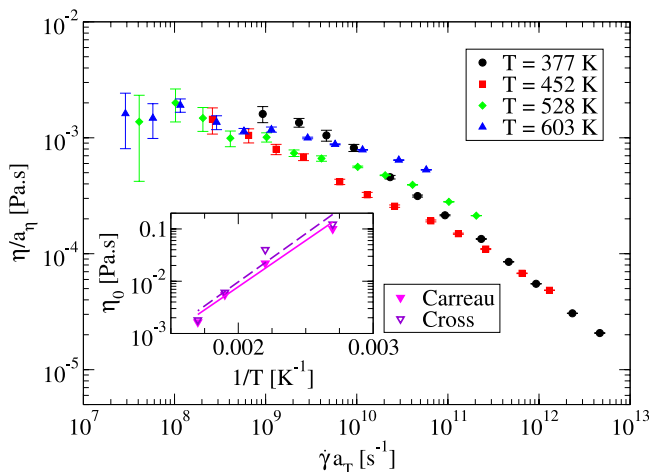 10^-2
10^-3
10^-4
10^-5
η/a_η [Pa.s]
T = 377 K
T = 452 K
T = 528 K
T = 603 K
0.1
10^-2
10^-3
η_0 [Pa.s]
0.002 0.003
1/T [K^-1]
Carreau
Cross
10^7 10^8 10^9 10^10 10^11 10^12 10^13
γ̇ a_T [s^-1]